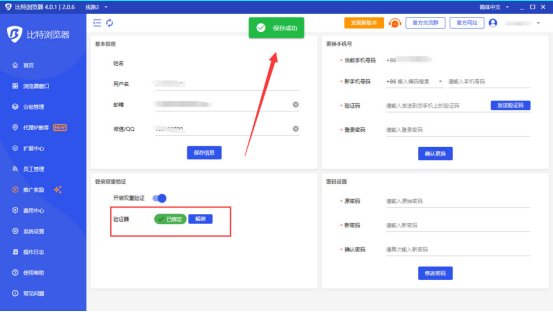 比特浏览器 4.0.1 | 2.0.6 线路2
简体中文
比特浏览器
首页
浏览器窗口
分组管理
代理IP推荐
扩展中心
员工管理
推广奖励
通用中心
系统设置
操作日志
使用帮助
常见问题
保存成功
发现新版本
官方交流群
官方网站
基本信息
姓名
用户名
邮箱
微信/QQ
保存信息
登录双重验证
开启双重验证
验证器 已绑定 解绑
更换手机号
* 当前手机号码 +86
* 新手机号码 +86 输入编码搜索 请输入手机号码
* 验证码 请输入发送到您手机上的验证码 发送验证码
* 登录密码 请输入登录密码
确认更换
密码设置
* 原密码 请输入原始密码
* 新密码 请输入新密码
* 确认密码 请再次输入新密码
修改密码